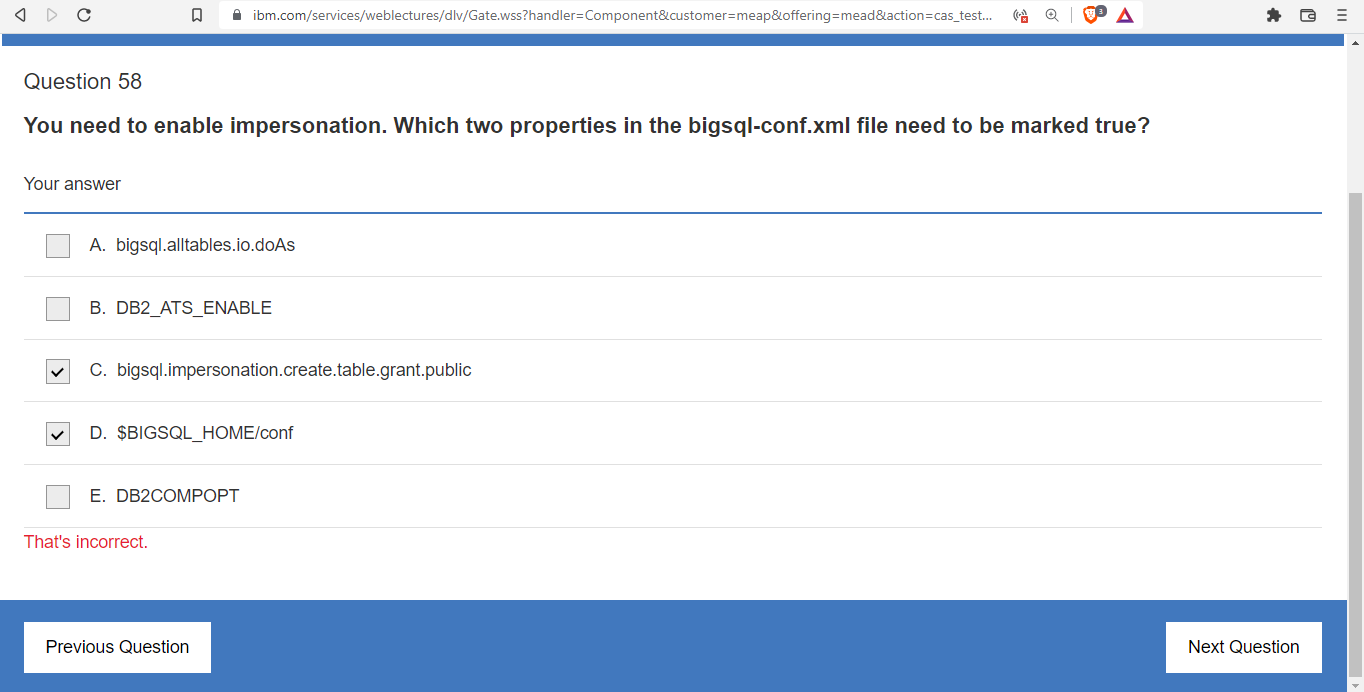 ibm.com/services/weblectures/dlv/Gate.wss?handler=Component&customer=meap&offering=mead&action=cas_test...
3
Question 58
You need to enable impersonation. Which two properties in the bigsql-conf.xml file need to be marked true?
Your answer
A. bigsql.alltables.io.doAs
B. DB2_ATS_ENABLE
C. bigsql.impersonation.create.table.grant.public
D. $BIGSQL_HOME/conf
E. DB2COMPOPT
That's incorrect.
Previous Question
Next Question